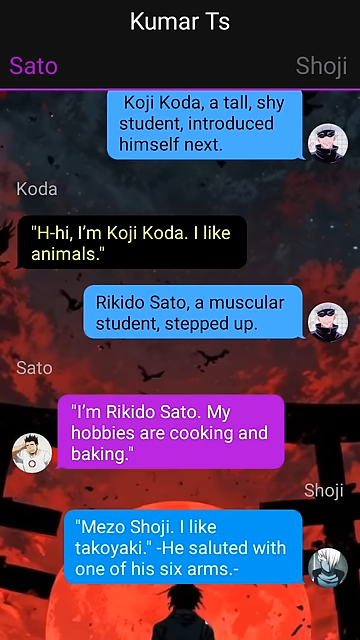 Kumar Ts
Sato Shoji
Koji Koda, a tall, shy
student, introduced
himself next.
Koda
"H-hi, I'm Koji Koda. I like
animals."
Rikido Sato, a muscular
student, stepped up.
Sato
"I'm Rikido Sato. My
hobbies are cooking and
baking."
Shoji
"Mezo Shoji. I like
takoyaki." -He saluted with
one of his six arms.-